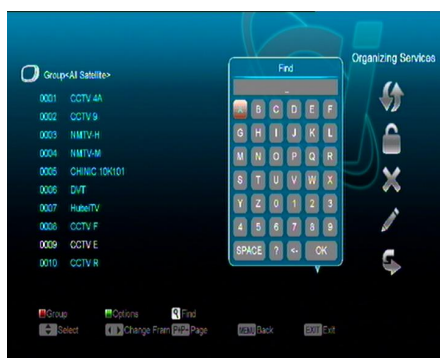 Organizing Services
Group<All Satellite>
0001 CCTV 4A
0002 CCTV 9
0003 NMTV-H
0004 NMTV-M
0005 CHINIC 10K101
0006 DVT
0007 HubeiTV
0008 CCTV F
0009 CCTV E
0010 CCTV R
Find
_
A B C D E F
G H I J K L
M N O P Q R
S T U V W X
Y Z 0 1 2 3
4 5 6 7 8 9
SPACE ? <- OK
Group Options Find
Select Change Fram P+/P- Page MENU Back EXIT Exit